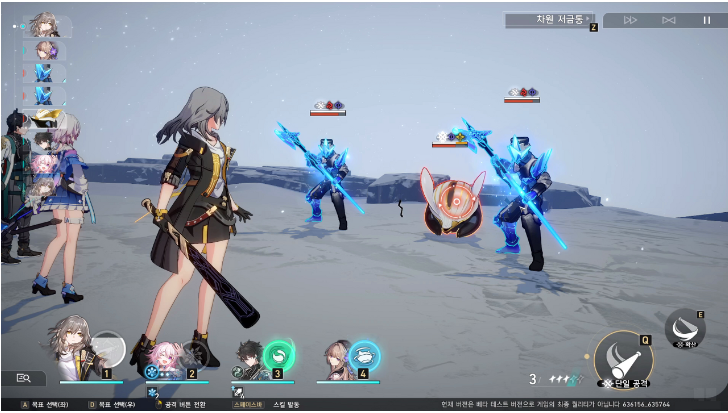 차원 저금통
Z
E
확산
Q
단일 공격
3
1
2
3
4
A 목표 선택(좌) D 목표 선택(우) 공격 버튼 전환 스페이스바 스킬 발동
현재 버전은 베타 테스트 버전으로 게임의 최종 퀄리티가 아닙니다 636156,635764